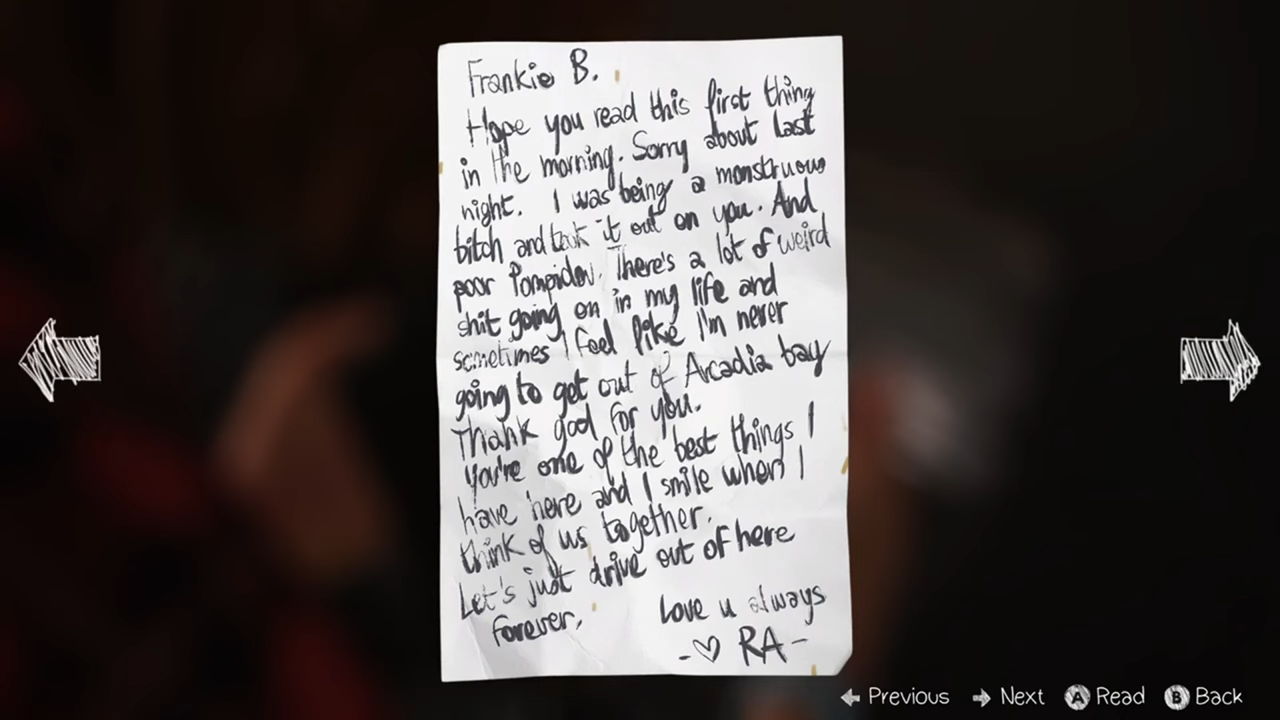 Frankie B.
Hope you read this first thing
in the morning. Sorry about last
night. I was being a monstruous
bitch and took it out on you. And
poor Pompidou. There's a lot of weird
shit going on in my life and
sometimes I feel like I'm never
going to get out of Arcadia bay
Thank god for you.
You're one of the best things I
have here and I smile when I
think of us together.
Let's just drive out of here
forever.
Love u always
-♡ RA-
Previous Next A Read B Back